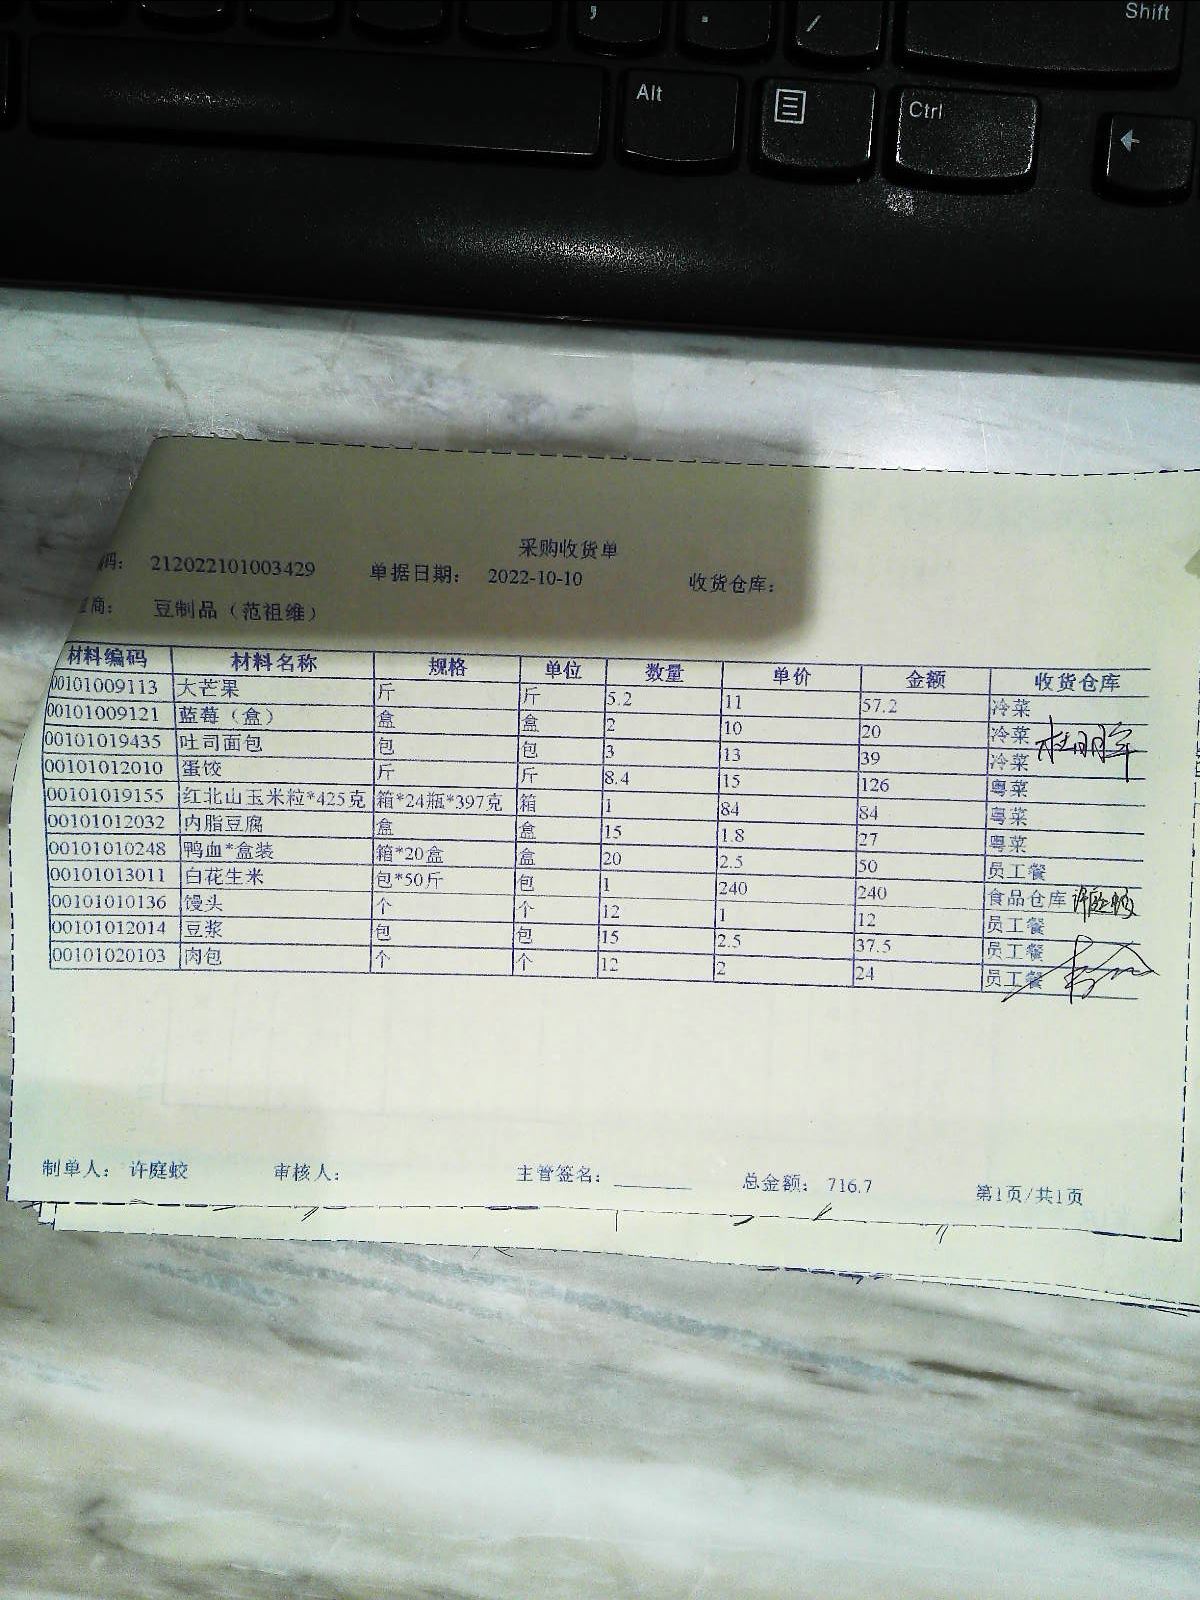 , . / Shift
Alt Ctrl
采购收货单
码： 212022101003429 单据日期： 2022-10-10 收货仓库：
商： 豆制品（范祖维）
材料编码 材料名称 规格 单位 数量 单价 金额 收货仓库
00101009113 大芒果 斤 斤 5.2 11 57.2 冷菜
00101009121 蓝莓（盒） 盒 盒 2 10 20 冷菜
00101019435 吐司面包 包 包 3 13 39 冷菜
00101012010 蛋饺 斤 斤 8.4 15 126 粤菜
00101019155 红北山玉米粒*425克 箱*24瓶*397克 箱 1 84 84 粤菜
00101012032 内脂豆腐 盒 盒 15 1.8 27 粤菜
00101010248 鸭血*盒装 箱*20盒 盒 20 2.5 50 员工餐
00101013011 白花生米 包*50斤 包 1 240 240 食品仓库 许庭蛟
00101010136 馒头 个 个 12 1 12 员工餐
00101012014 豆浆 包 包 15 2.5 37.5 员工餐
00101020103 肉包 个 个 12 2 24 员工餐
制单人： 许庭蛟 审核人： 主管签名： 总金额： 716.7 第1页/共1页